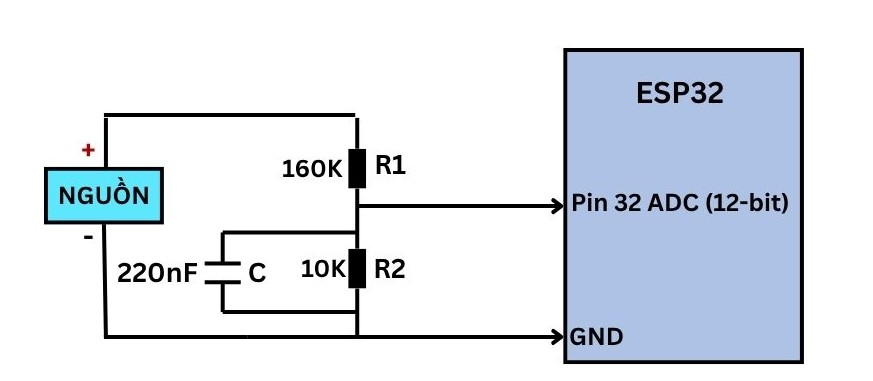 ESP32
+
160K
R1
NGUỒN
Pin 32 ADC (12-bit)
-
220nF
C
10K
R2
GND